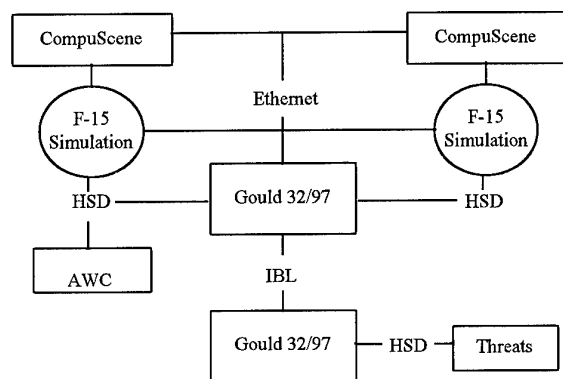 CompuScene
CompuScene
Ethernet
F-15
Simulation
F-15
Simulation
HSD
Gould 32/97
HSD
AWC
IBL
Gould 32/97
HSD
Threats